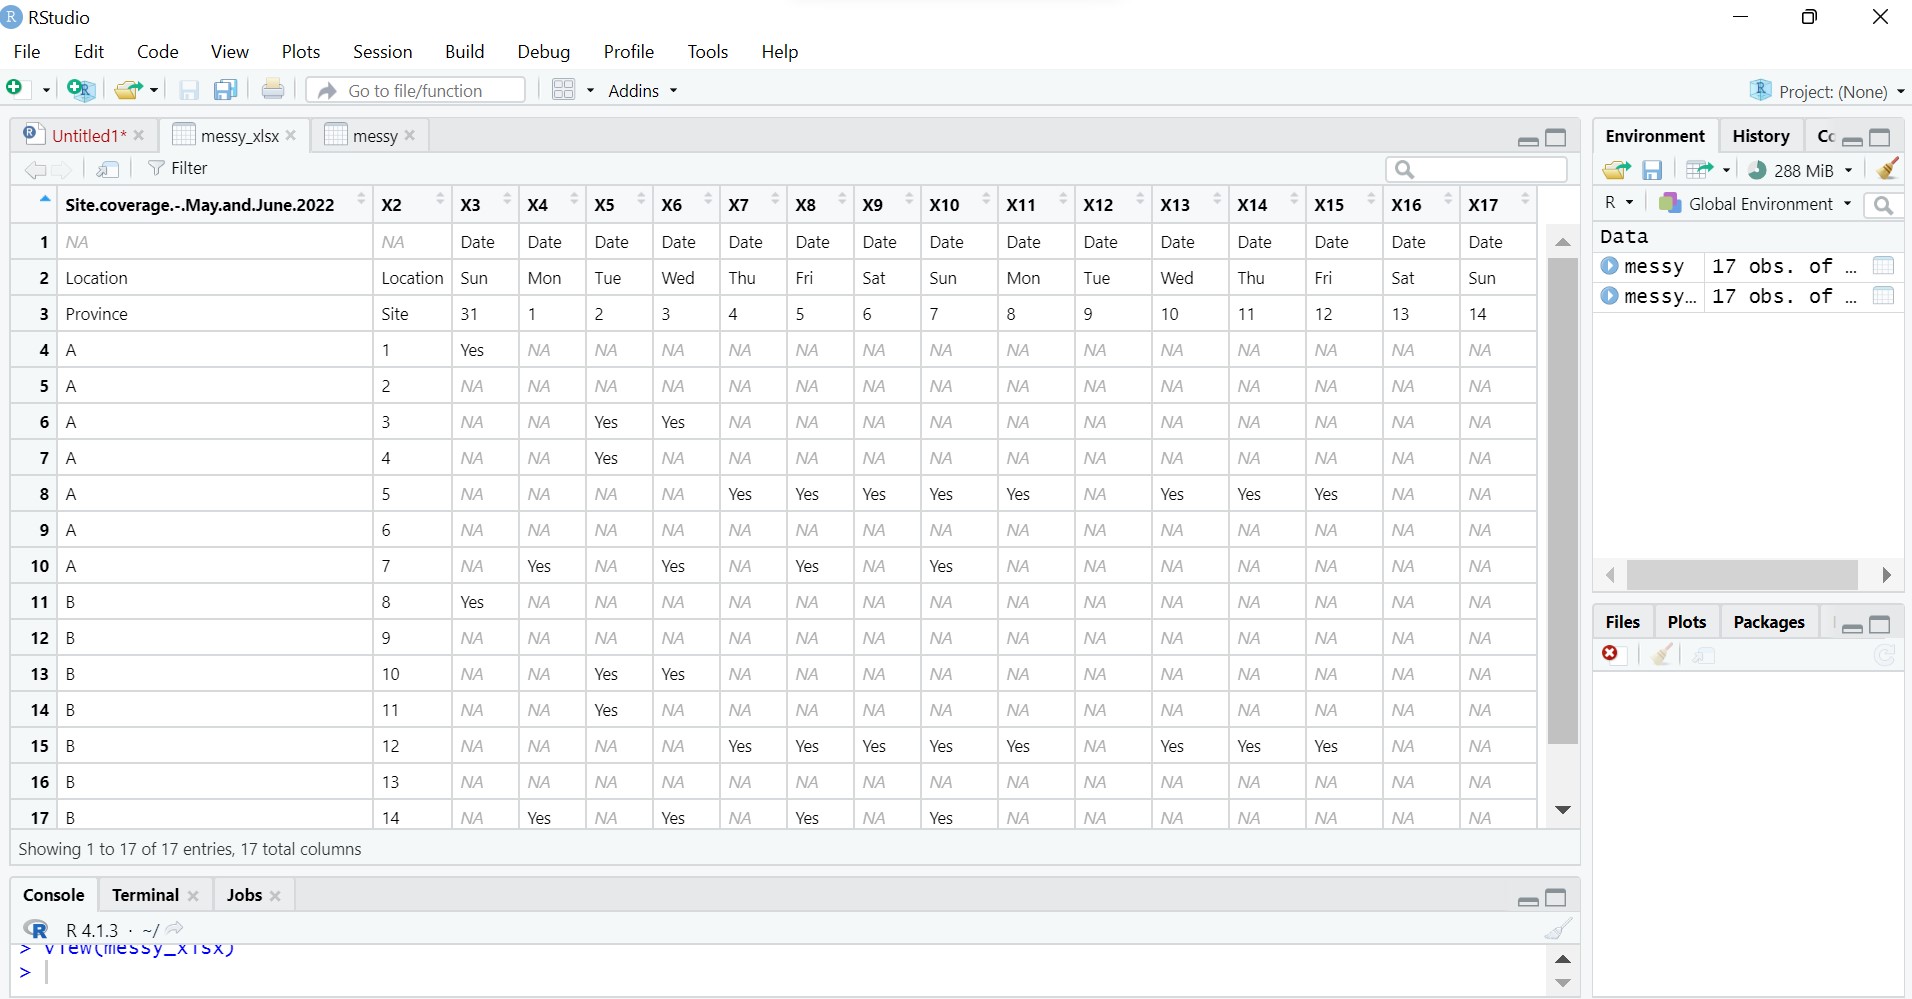 RStudio
File Edit Code View Plots Session Build Debug Profile Tools Help
Go to file/function Addins Project: (None)
Untitled1* messy_xlsx messy
Filter
Site.coverage.-.May.and.June.2022 X2 X3 X4 X5 X6 X7 X8 X9 X10 X11 X12 X13 X14 X15 X16 X17
1 NA NA Date Date Date Date Date Date Date Date Date Date Date Date Date Date Date
2 Location Location Sun Mon Tue Wed Thu Fri Sat Sun Mon Tue Wed Thu Fri Sat Sun
3 Province Site 31 1 2 3 4 5 6 7 8 9 10 11 12 13 14
4 A 1 Yes NA NA NA NA NA NA NA NA NA NA NA NA NA NA
5 A 2 NA NA NA NA NA NA NA NA NA NA NA NA NA NA NA
6 A 3 NA NA Yes Yes NA NA NA NA NA NA NA NA NA NA NA
7 A 4 NA NA Yes NA NA NA NA NA NA NA NA NA NA NA NA
8 A 5 NA NA NA NA Yes Yes Yes Yes Yes NA Yes Yes Yes NA NA
9 A 6 NA NA NA NA NA NA NA NA NA NA NA NA NA NA NA
10 A 7 NA Yes NA Yes NA Yes NA Yes NA NA NA NA NA NA NA
11 B 8 Yes NA NA NA NA NA NA NA NA NA NA NA NA NA NA
12 B 9 NA NA NA NA NA NA NA NA NA NA NA NA NA NA NA
13 B 10 NA NA Yes Yes NA NA NA NA NA NA NA NA NA NA NA
14 B 11 NA NA Yes NA NA NA NA NA NA NA NA NA NA NA NA
15 B 12 NA NA NA NA Yes Yes Yes Yes Yes NA Yes Yes Yes NA NA
16 B 13 NA NA NA NA NA NA NA NA NA NA NA NA NA NA NA
17 B 14 NA Yes NA Yes NA Yes NA Yes NA NA NA NA NA NA NA
Showing 1 to 17 of 17 entries, 17 total columns
Console Terminal Jobs
R 4.1.3 · ~/
> View(messy_xlsx)
>
Environment History Cc
288 MiB
R Global Environment
Data
messy 17 obs. of …
messy… 17 obs. of …
Files Plots Packages